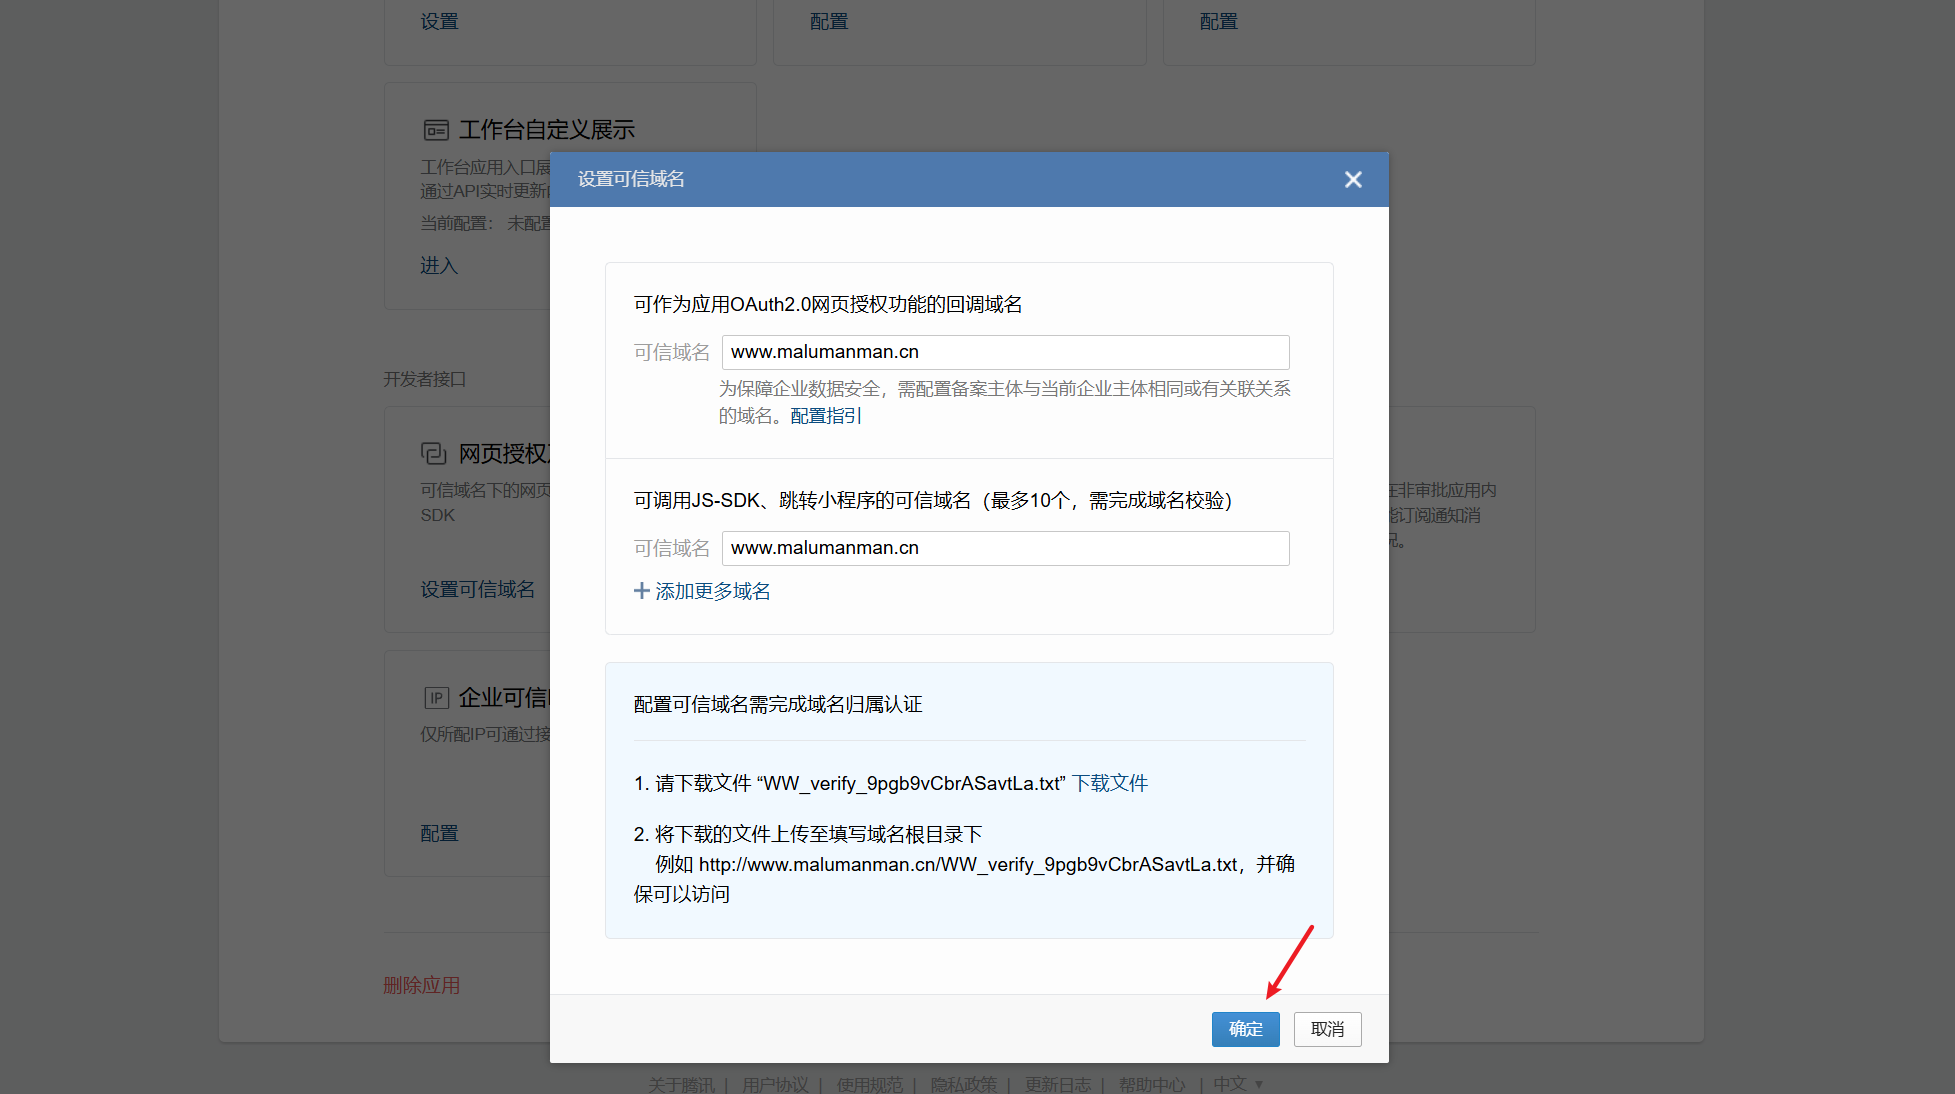 设置
配置
配置
工作台自定义展示
工作台应用入口展
通过API实时更新
当前配置： 未配置
进入
设置可信域名
可作为应用OAuth2.0网页授权功能的回调域名
可信域名 www.malumanman.cn
为保障企业数据安全，需配置备案主体与当前企业主体相同或有关联关系
的域名。配置指引
可调用JS-SDK、跳转小程序的可信域名（最多10个，需完成域名校验）
可信域名 www.malumanman.cn
添加更多域名
配置可信域名需完成域名归属认证
1. 请下载文件 “WW_verify_9pgb9vCbrASavtLa.txt” 下载文件
2. 将下载的文件上传至填写域名根目录下
例如 http://www.malumanman.cn/WW_verify_9pgb9vCbrASavtLa.txt，并确
保可以访问
确定 取消
开发者接口
网页授权
可信域名下的网页
SDK
设置可信域名
在非审批应用内
能订阅通知消
况。
IP 企业可信
仅所配IP可通过接
配置
删除应用
关于腾讯 | 用户协议 | 使用规范 | 隐私政策 | 更新日志 | 帮助中心 | 中文 ▼